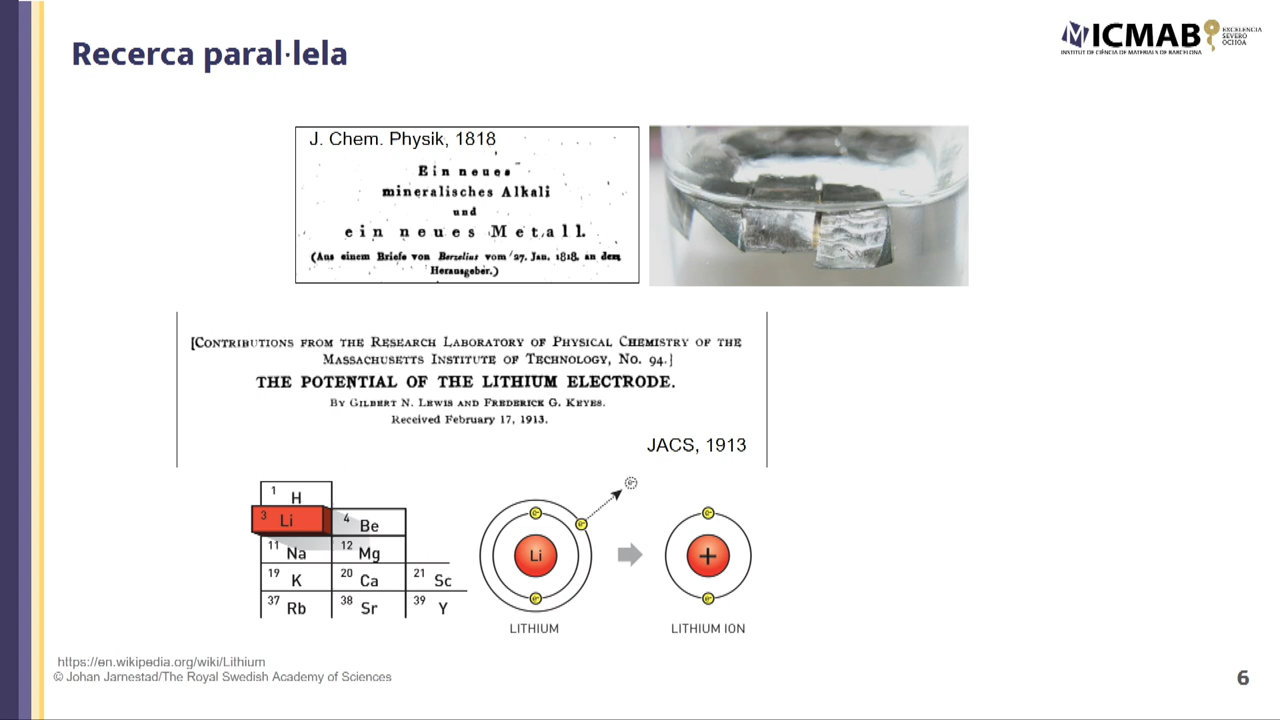 Recerca paral·lela
ICMAB
INSTITUT DE CIÈNCIA DE MATERIALS DE BARCELONA
EXCELENCIA
SEVERO
OCHOA
J. Chem. Physik, 1818
Ein neues
mineralisches Alkali
und
ein neues Metall.
(Aus einem Briefe von Berzelius vom 27. Jan. 1818. an dem
Herausgeber.)
[CONTRIBUTIONS FROM THE RESEARCH LABORATORY OF PHYSICAL CHEMISTRY OF THE
MASSACHUSETTS INSTITUTE OF TECHNOLOGY, NO. 94.]
THE POTENTIAL OF THE LITHIUM ELECTRODE.
BY GILBERT N. LEWIS AND FREDERICK G. KEYES.
Received February 17, 1913.
JACS, 1913
1 H
3 Li 4 Be
11 Na 12 Mg
19 K 20 Ca 21 Sc
37 Rb 38 Sr 39 Y
e-
e- e- e-
Li +
e- e-
LITHIUM LITHIUM ION
https://en.wikipedia.org/wiki/Lithium
© Johan Jarnestad/The Royal Swedish Academy of Sciences
6